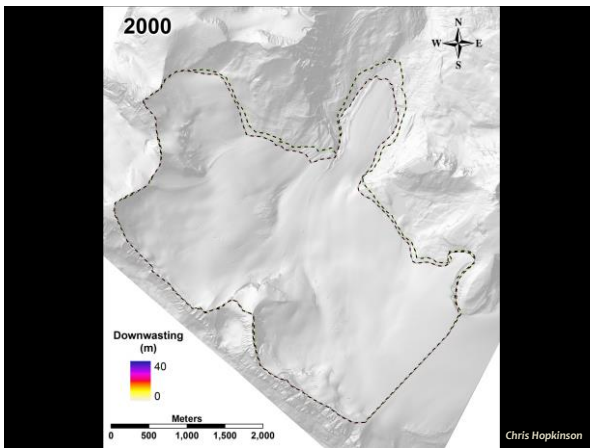 2000
N
W E
S
Downwasting
(m)
40
0
Meters
0 500 1,000 1,500 2,000
Chris Hopkinson